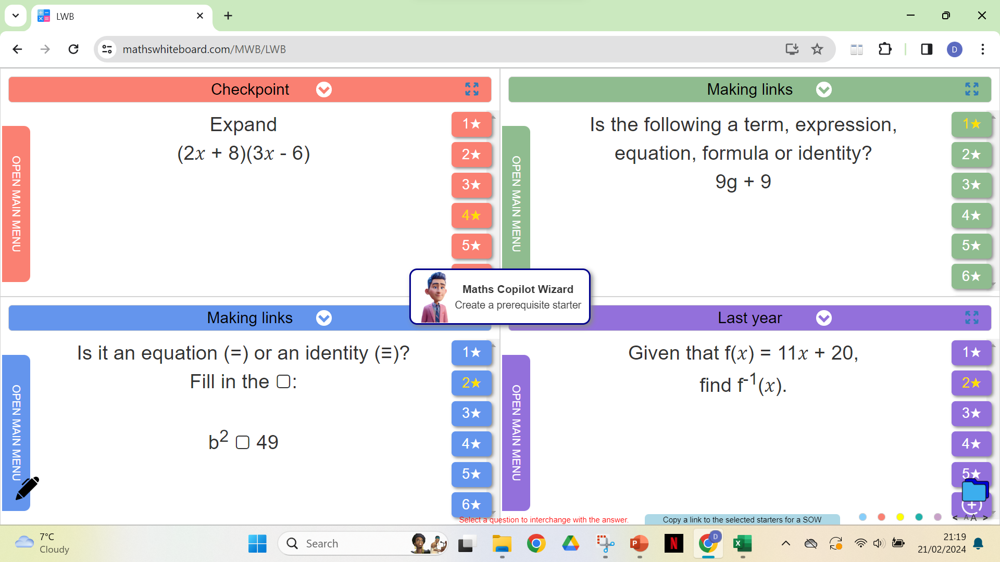 LWB
mathswhiteboard.com/MWB/LWB
D
Checkpoint
OPEN MAIN MENU
Expand
(2x + 8)(3x - 6)
1★
2★
3★
4★
5★
Making links
OPEN MAIN MENU
Is the following a term, expression,
equation, formula or identity?
9g + 9
1★
2★
3★
4★
5★
6★
Maths Copilot Wizard
Create a prerequisite starter
Making links
OPEN MAIN MENU
Is it an equation (=) or an identity (≡)?
Fill in the ▢:
b² ▢ 49
1★
2★
3★
4★
5★
6★
Last year
OPEN MAIN MENU
Given that f(x) = 11x + 20,
find f⁻¹(x).
1★
2★
3★
4★
5★
Select a question to interchange with the answer.
Copy a link to the selected starters for a SOW
< AA >
7°C
Cloudy
Search
P
N
D
X
21:19
21/02/2024